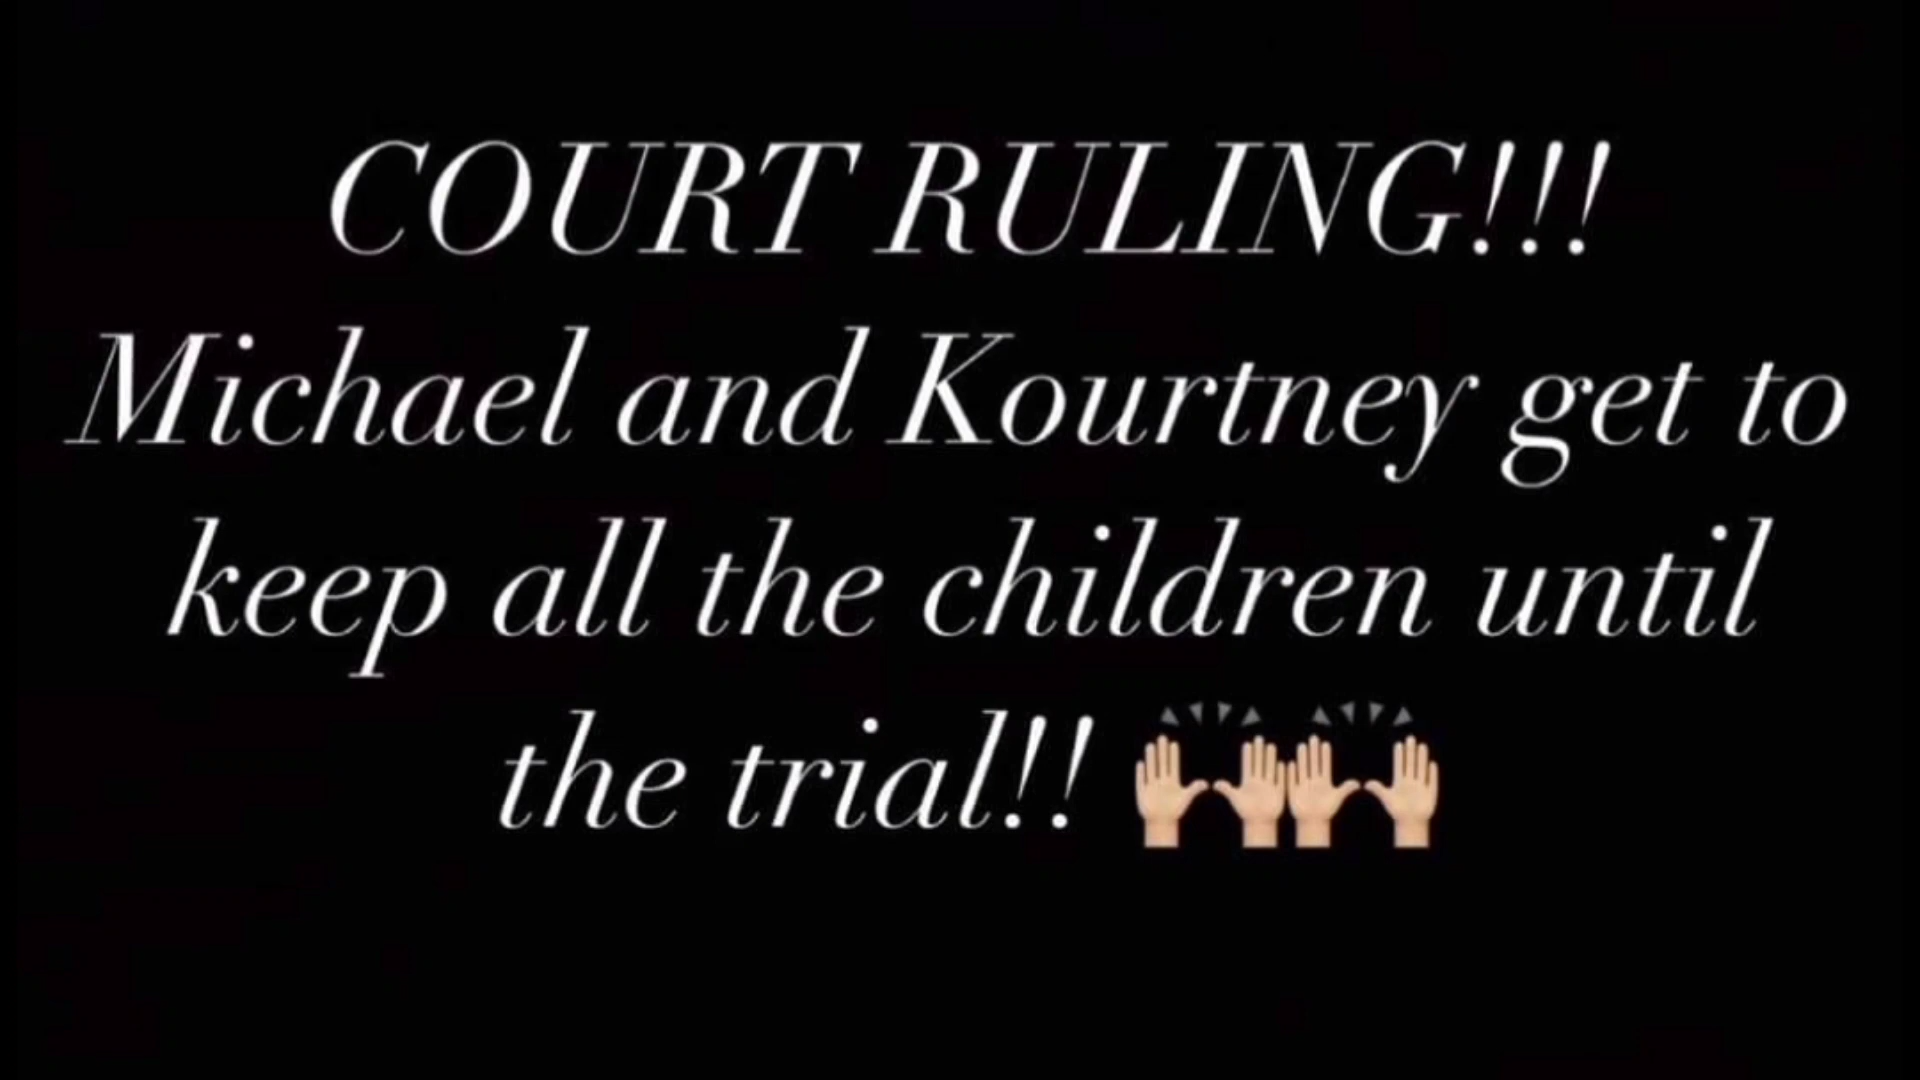 COURT RULING!!!
Michael and Kourtney get to
keep all the children until
the trial!! 🙌🏼🙌🏼